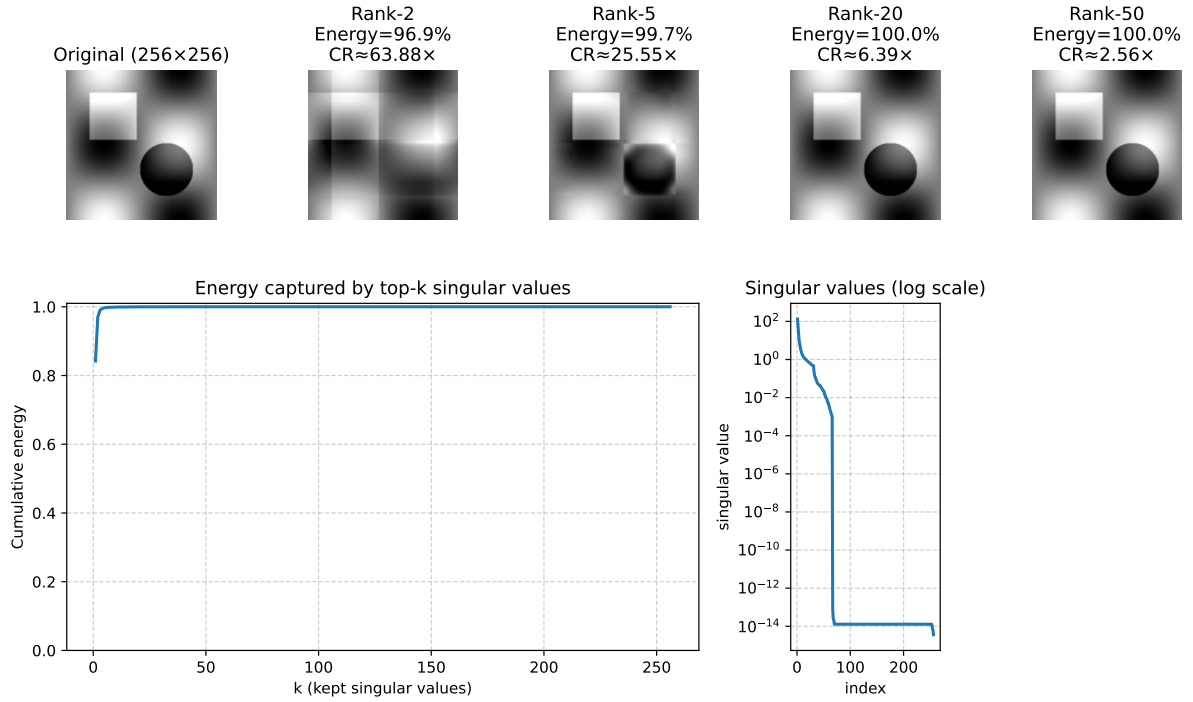 Original (256×256)
Rank-2
Energy=96.9%
CR≈63.88×
Rank-5
Energy=99.7%
CR≈25.55×
Rank-20
Energy=100.0%
CR≈6.39×
Rank-50
Energy=100.0%
CR≈2.56×
Energy captured by top-k singular values
Cumulative energy
1.0
0.8
0.6
0.4
0.2
0.0
0 50 100 150 200 250
k (kept singular values)
Singular values (log scale)
singular value
10²
10⁰
10⁻²
10⁻⁴
10⁻⁶
10⁻⁸
10⁻¹⁰
10⁻¹²
10⁻¹⁴
0 100 200
index